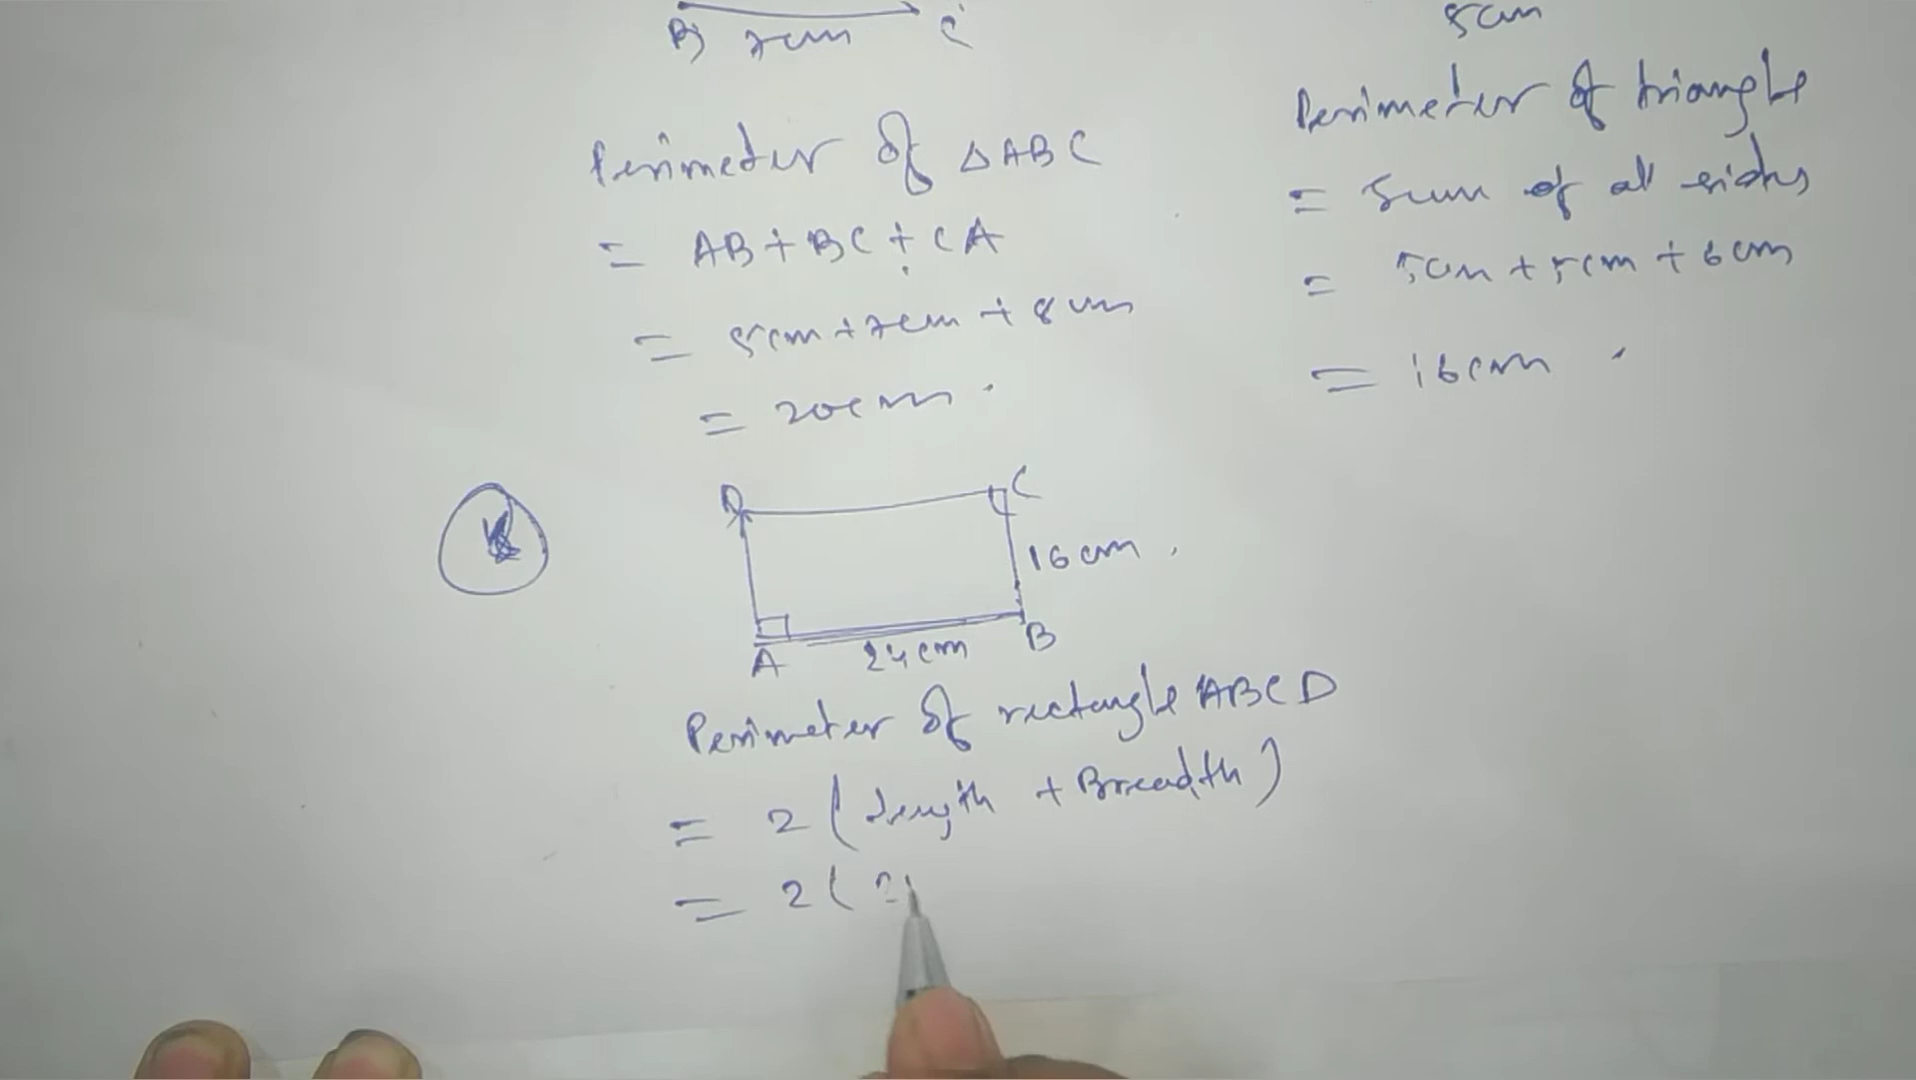 B 7cm C
Perimeter of △ABC
= AB + BC + CA
= 5cm + 7cm + 8cm
= 20cm.
5cm
Perimeter of triangle
= Sum of all sides
= 5cm + 5cm + 6cm
= 16cm.
D C
16cm.
A 24cm B
Perimeter of rectangle ABCD
= 2 (length + Breadth)
= 2 ( 2